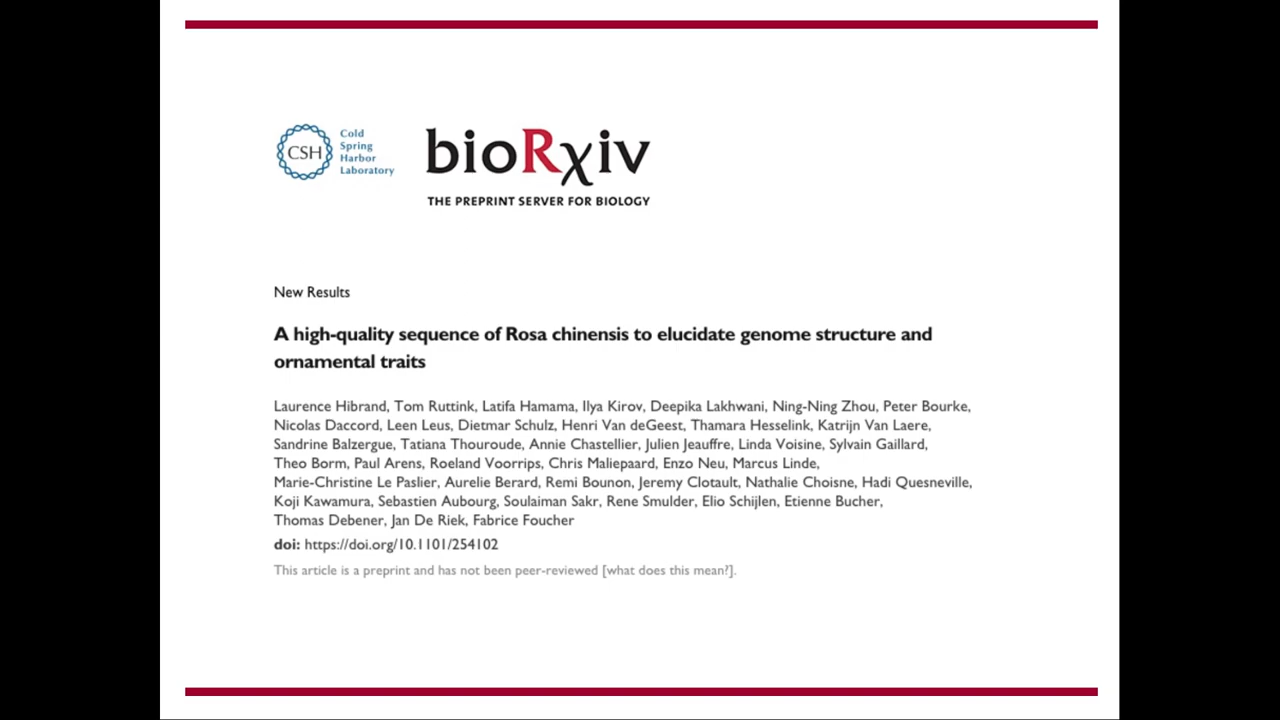 CSH
Cold
Spring
Harbor
Laboratory
bioRχiv
THE PREPRINT SERVER FOR BIOLOGY
New Results
A high-quality sequence of Rosa chinensis to elucidate genome structure and
ornamental traits
Laurence Hibrand, Tom Ruttink, Latifa Hamama, Ilya Kirov, Deepika Lakhwani, Ning-Ning Zhou, Peter Bourke,
Nicolas Daccord, Leen Leus, Dietmar Schulz, Henri Van deGeest, Thamara Hesselink, Katrijn Van Laere,
Sandrine Balzergue, Tatiana Thouroude, Annie Chastellier, Julien Jeauffre, Linda Voisine, Sylvain Gaillard,
Theo Borm, Paul Arens, Roeland Voorrips, Chris Maliepaard, Enzo Neu, Marcus Linde,
Marie-Christine Le Paslier, Aurelie Berard, Remi Bounon, Jeremy Clotault, Nathalie Choisne, Hadi Quesneville,
Koji Kawamura, Sebastien Aubourg, Soulaiman Sakr, Rene Smulder, Elio Schijlen, Etienne Bucher,
Thomas Debener, Jan De Riek, Fabrice Foucher
doi: https://doi.org/10.1101/254102
This article is a preprint and has not been peer-reviewed [what does this mean?].